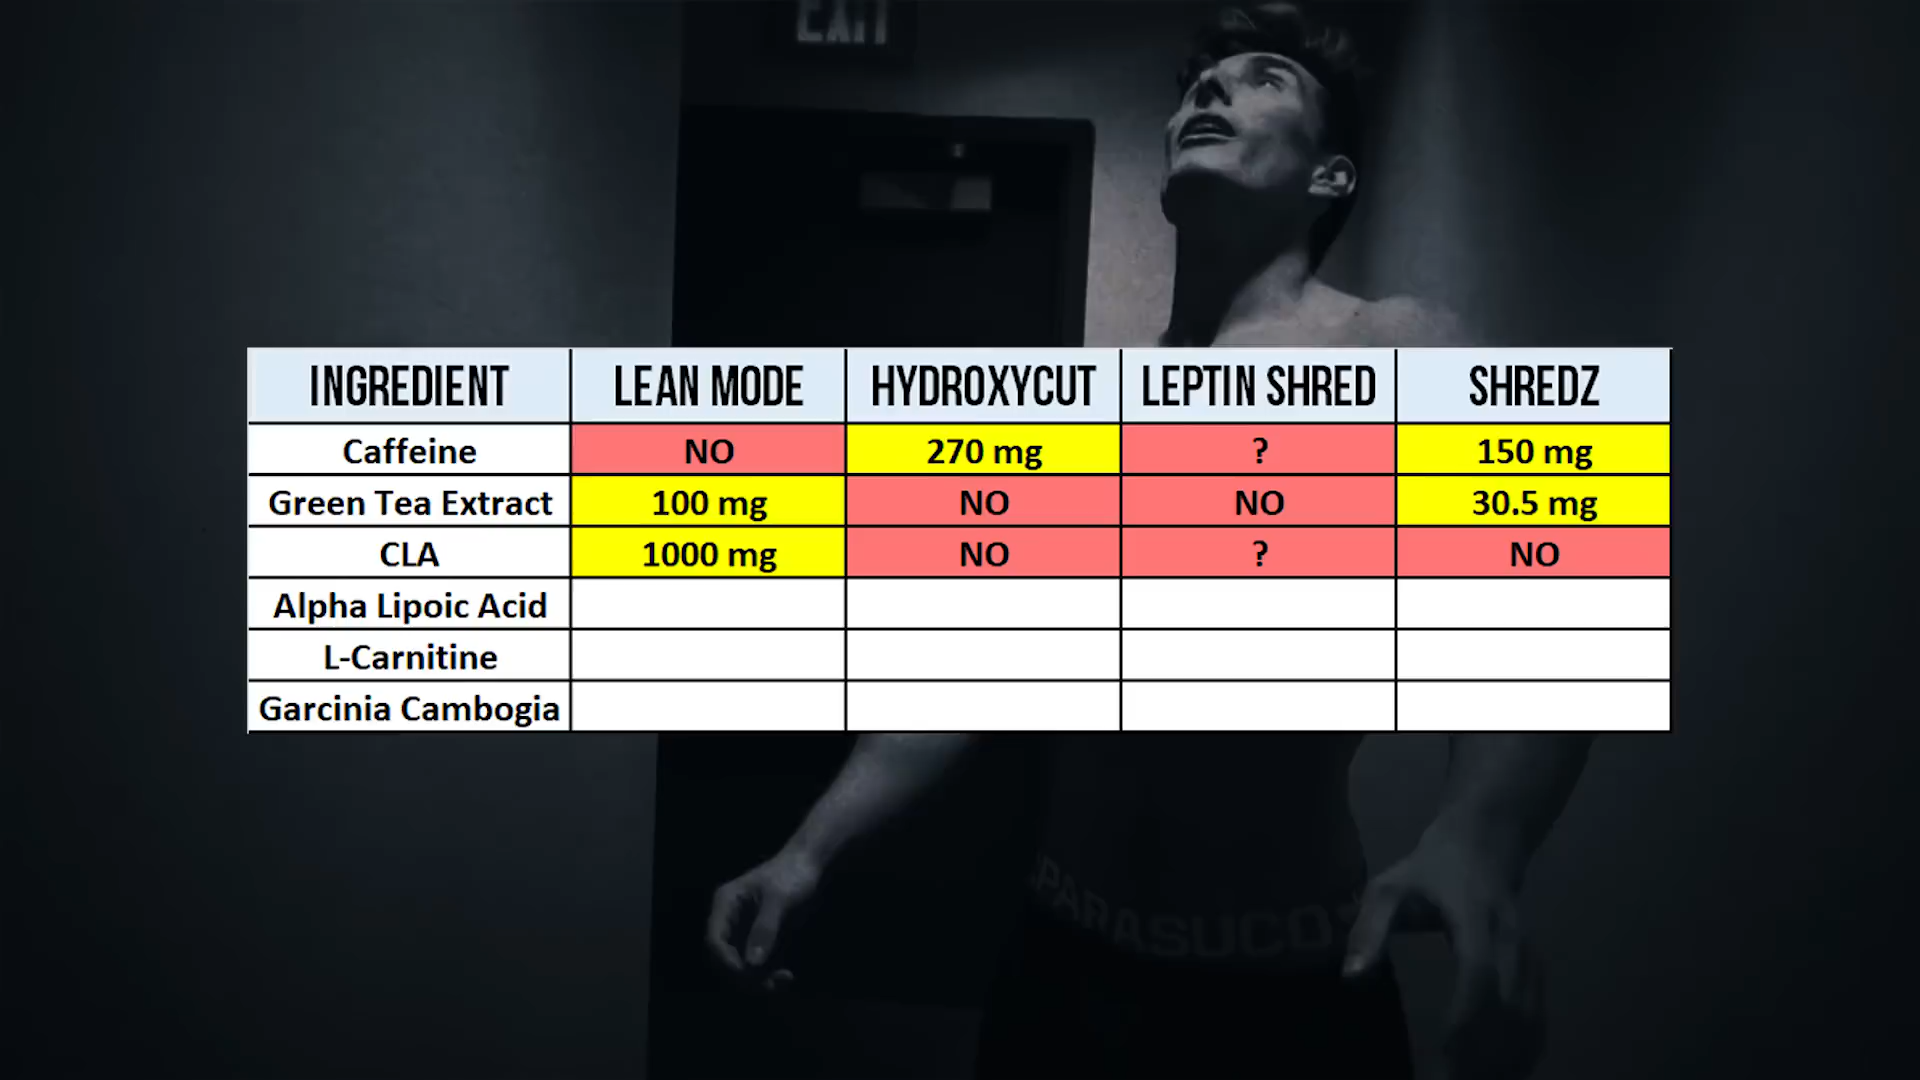 EXIT
INGREDIENT LEAN MODE HYDROXYCUT LEPTIN SHRED SHREDZ
Caffeine NO 270 mg ? 150 mg
Green Tea Extract 100 mg NO NO 30.5 mg
CLA 1000 mg NO ? NO
Alpha Lipoic Acid
L-Carnitine
Garcinia Cambogia
PARASUCO